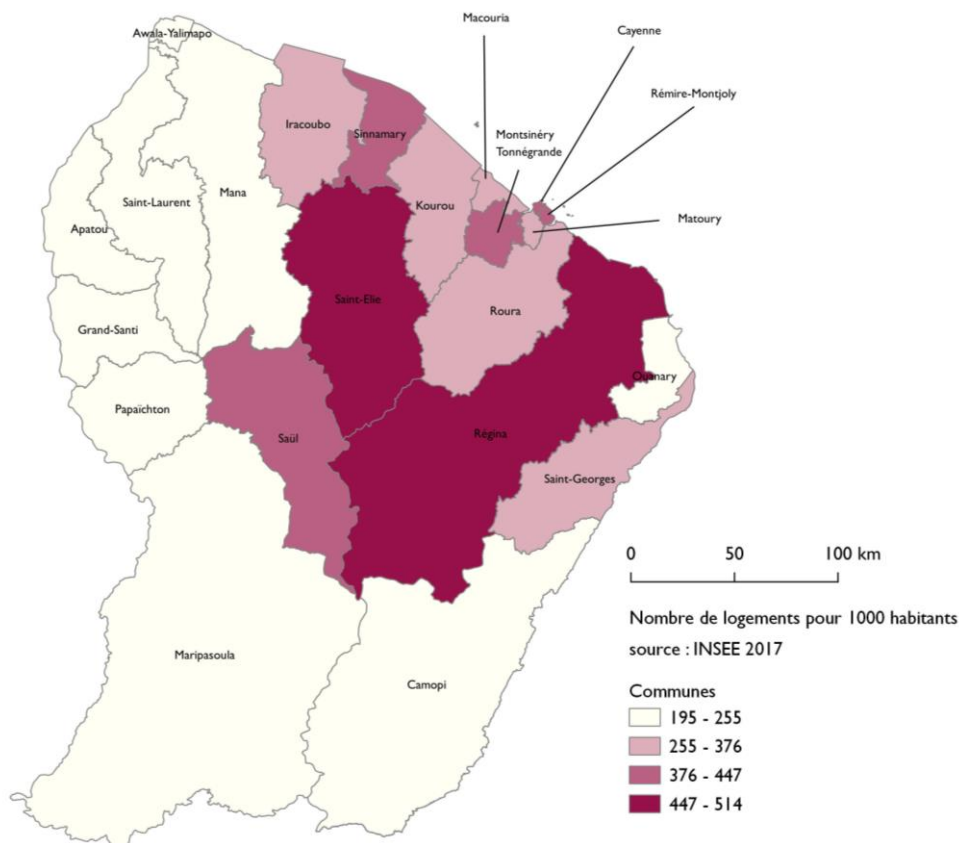 Macouria
Cayenne
Awala-Yalimapo
Rémire-Montjoly
Iracoubo
Sinnamary
Montsinéry
Tonnégrande
Mana
Saint-Laurent
Kourou
Apatou
Matoury
Saint-Elie
Roura
Grand-Santi
Ouanary
Papaïchton
Saül
Régina
Saint-Georges
0 50 100 km
Nombre de logements pour 1000 habitants
source : INSEE 2017
Maripasoula
Camopi
Communes
195 - 255
255 - 376
376 - 447
447 - 514